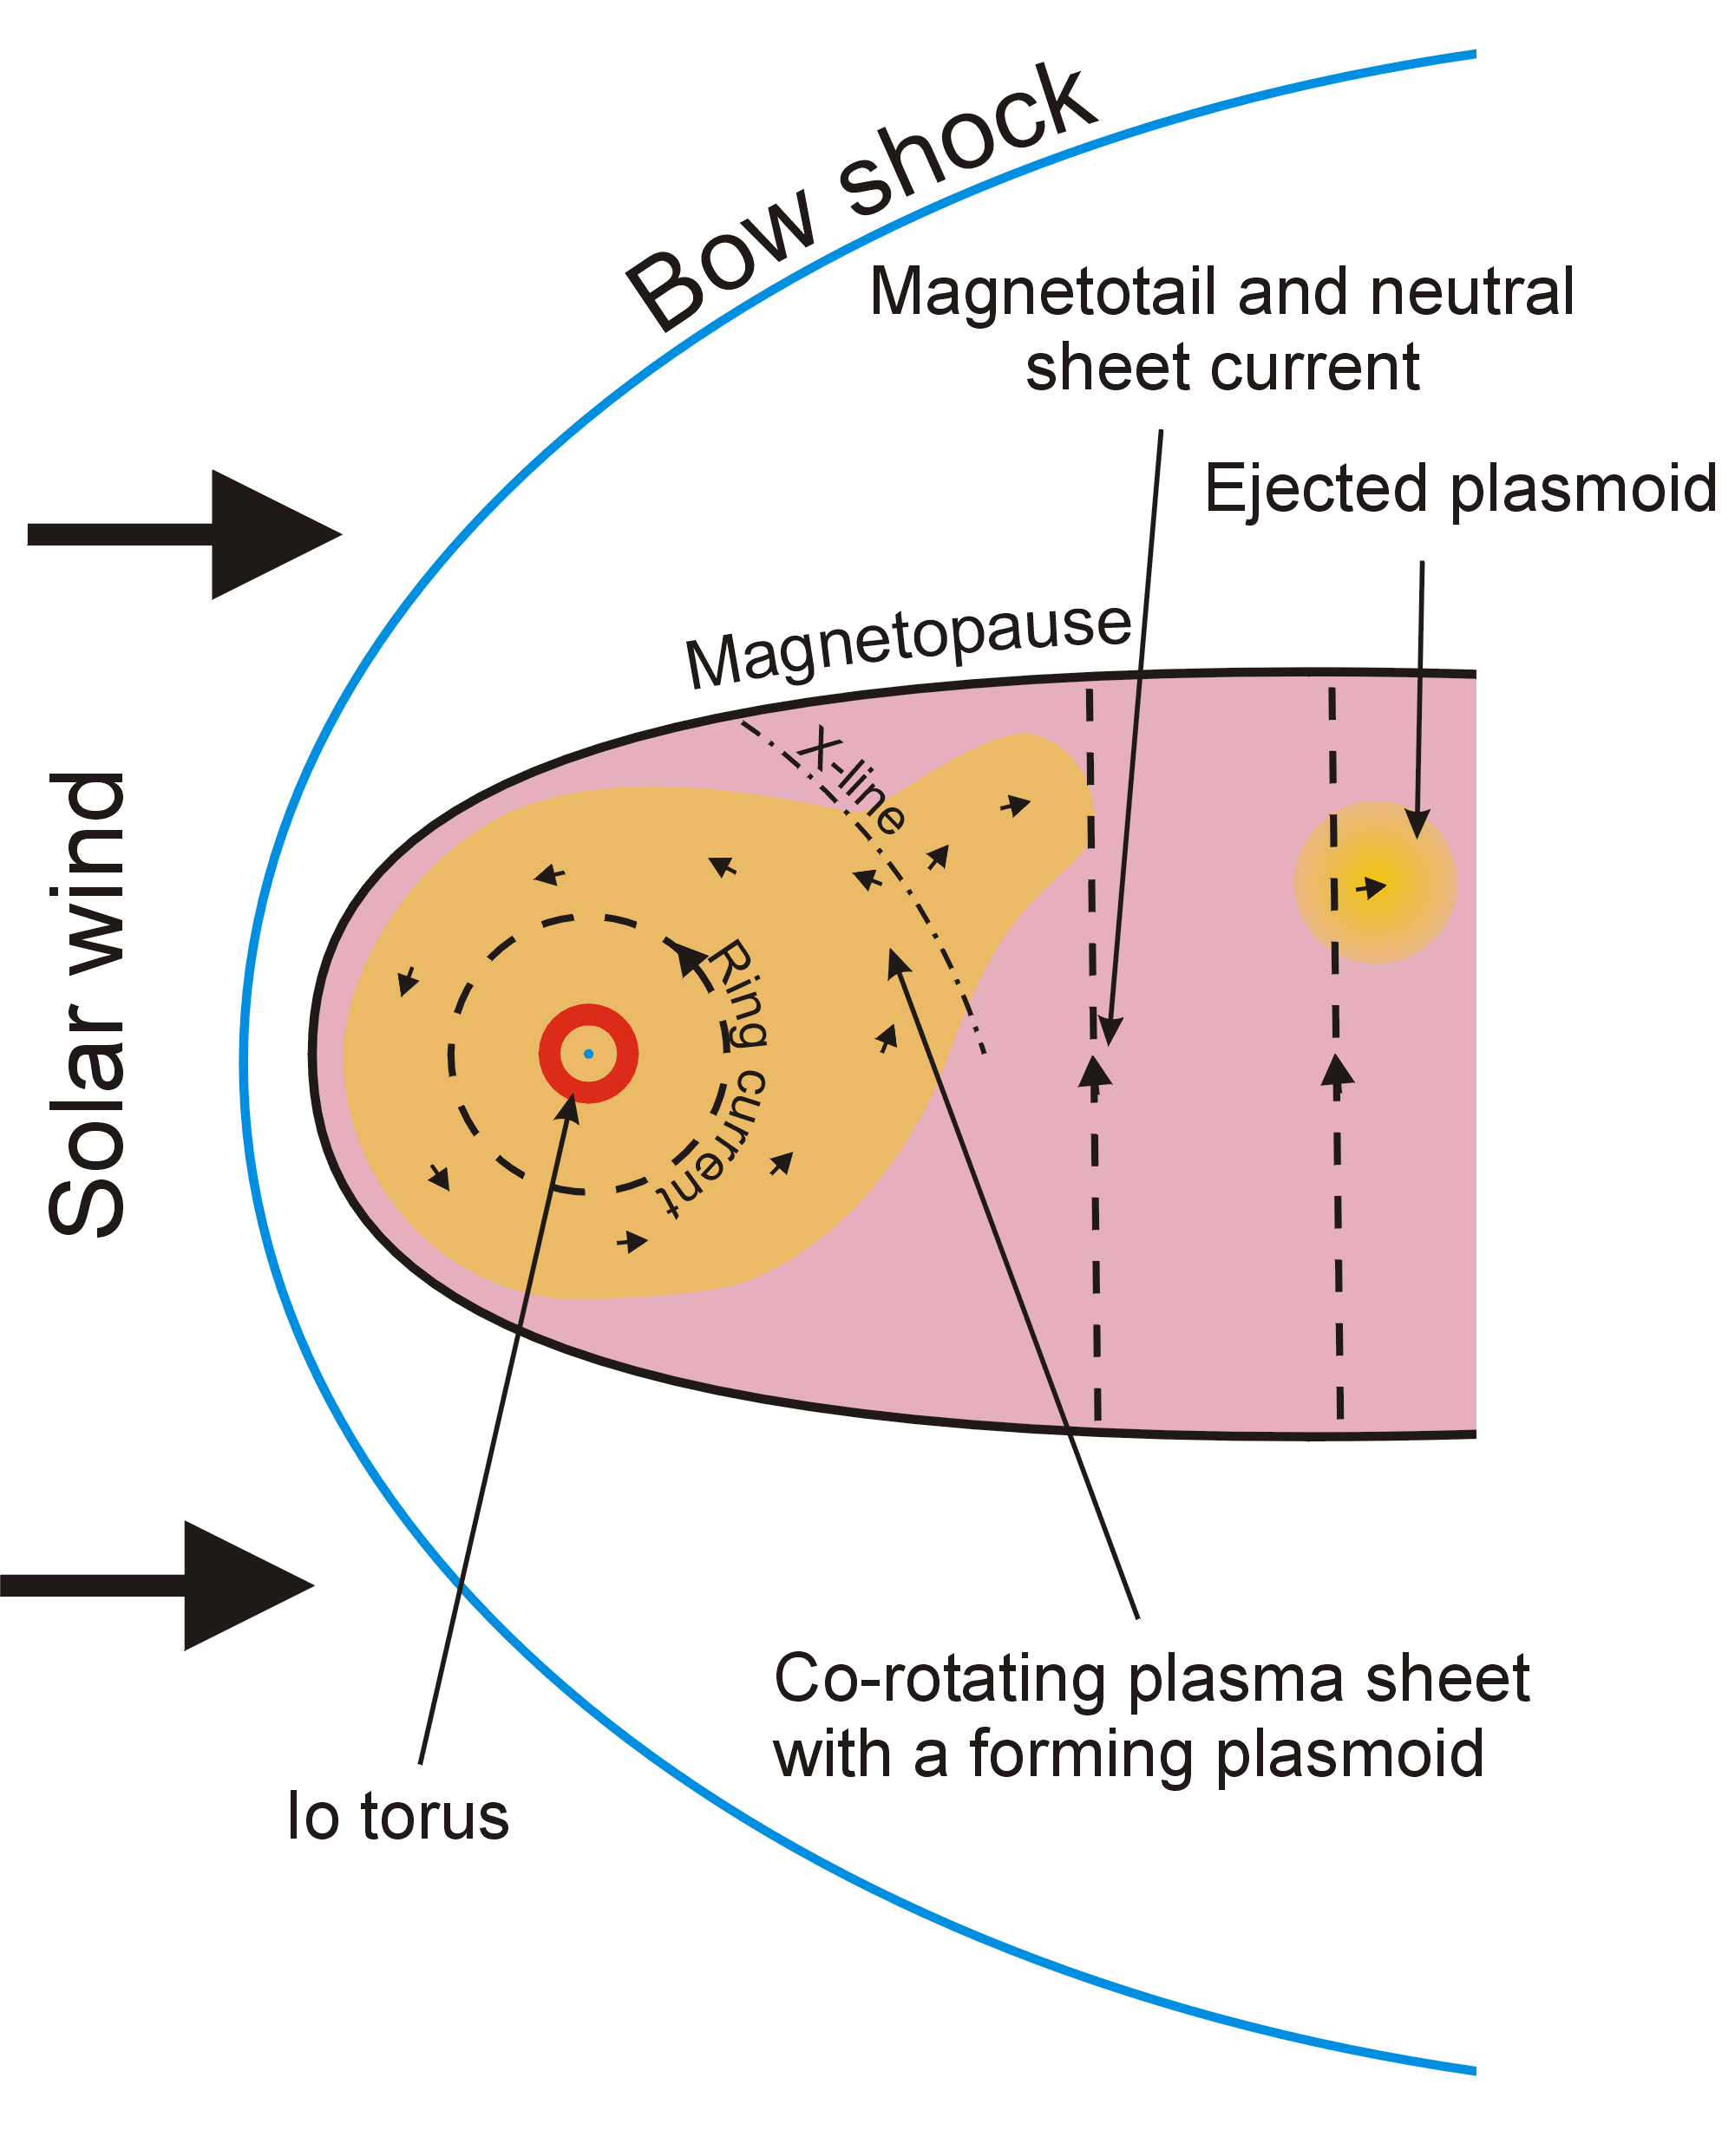 Bow shock
Magnetotail and neutral
sheet current
Ejected plasmoid
Magnetopause
X-line
Solar wind
Ring current
Co-rotating plasma sheet
with a forming plasmoid
Io torus